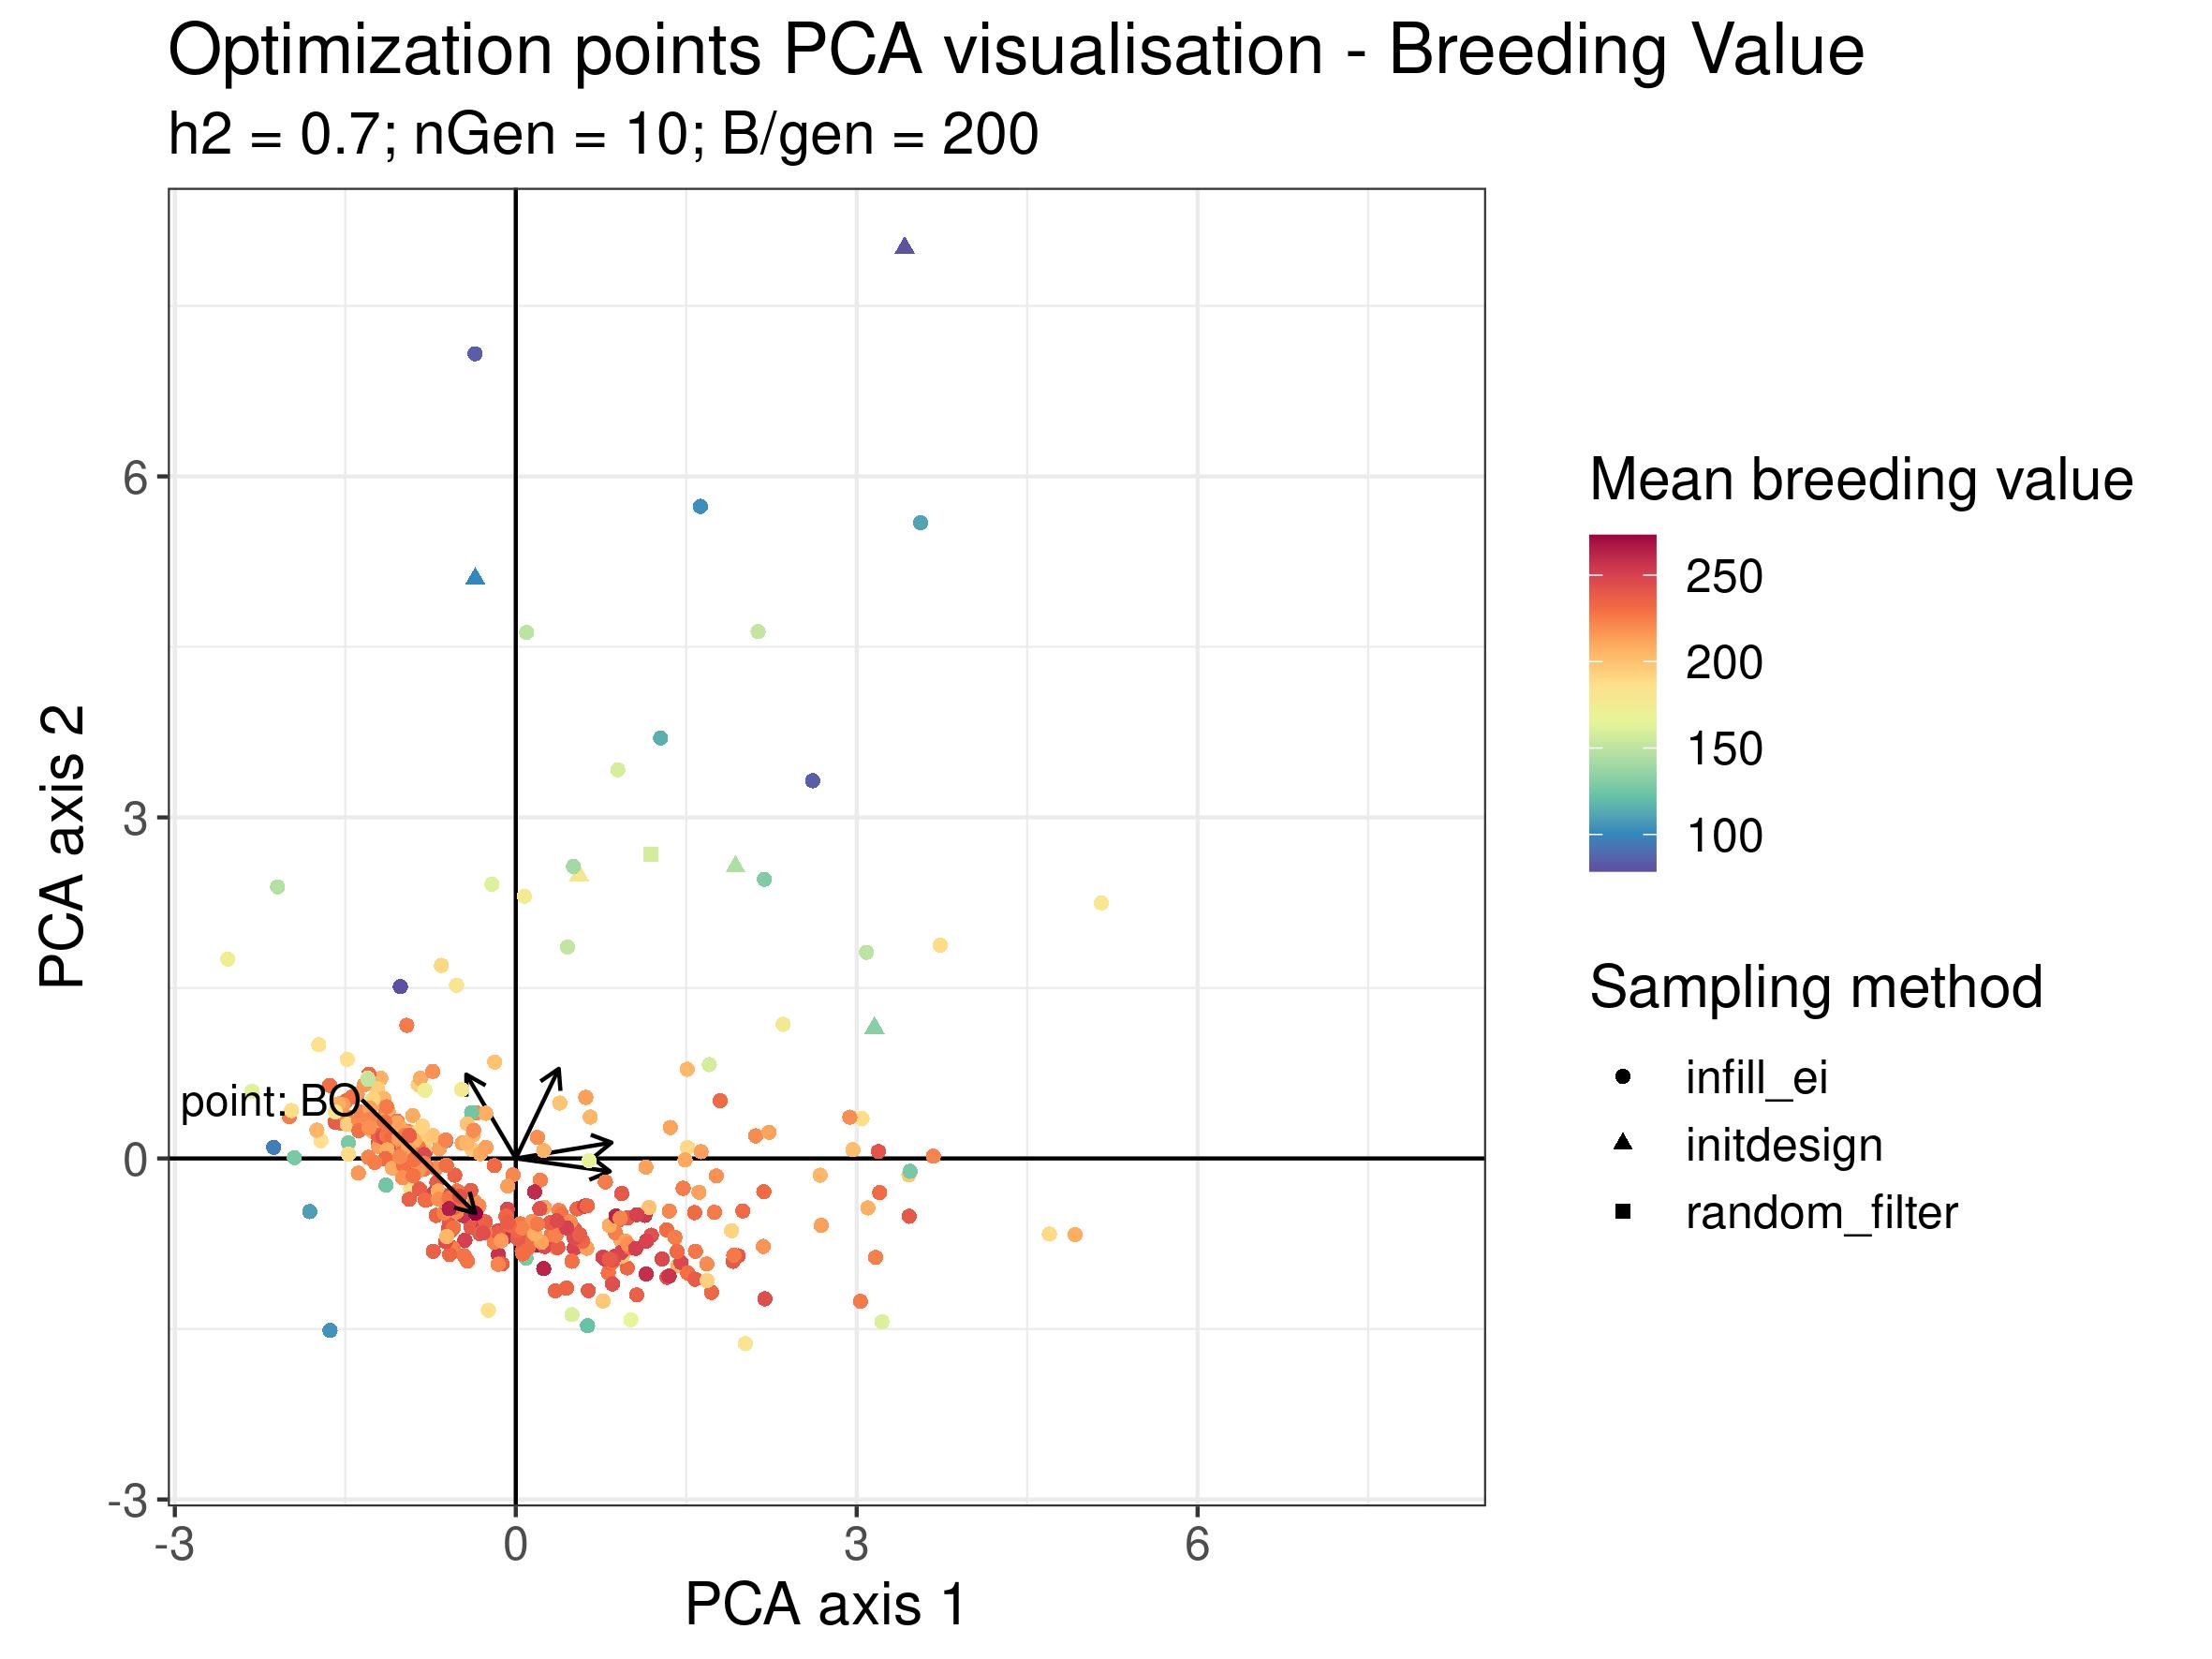 Optimization points PCA visualisation - Breeding Value
h2 = 0.7; nGen = 10; B/gen = 200
PCA axis 2
6
3
0
-3
point: BO
-3
0
3
6
PCA axis 1
Mean breeding value
250
200
150
100
Sampling method
infill_ei
initdesign
random_filter